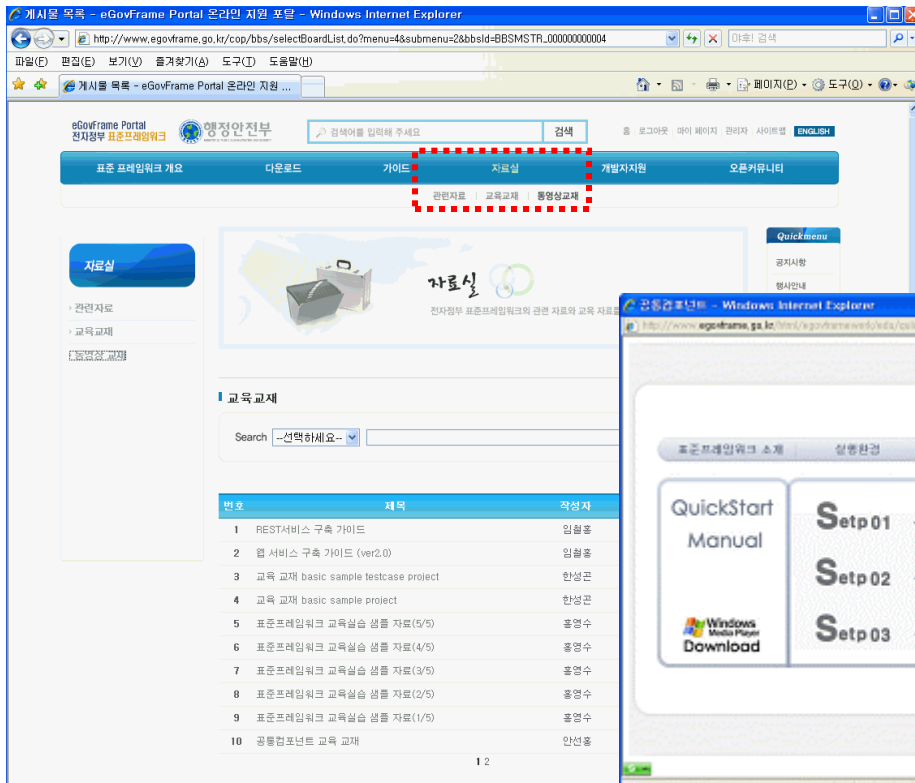 게시물 목록 - eGovFrame Portal 온라인 지원 포탈 - Windows Internet Explorer
http://www.egovframe.go.kr/cop/bbs/selectBoardList.do?menu=4&submenu=2&bbsId=BBSMSTR_000000000004
야후! 검색
파일(F) 편집(E) 보기(V) 즐겨찾기(A) 도구(T) 도움말(H)
게시물 목록 - eGovFrame Portal 온라인 지원 ...
페이지(P) 도구(O)
eGovFrame Portal
전자정부 표준프레임워크
행정안전부
검색어를 입력해 주세요
검색
홈 로그아웃 마이 페이지 관리자 사이트맵 ENGLISH
표준 프레임워크 개요 다운로드 가이드 자료실 개발자지원 오픈커뮤니티
관련자료 교육교재 동영상교재
Quickmenu
공지사항
행사안내
자료실
관련자료
교육교재
동영상 교재
자료실
전자정부 표준프레임워크의 관련 자료와 교육 자료를
교육교재
Search --선택하세요--
번호 제목 작성자
1 REST서비스 구축 가이드 임철홍
2 웹 서비스 구축 가이드 (ver2.0) 임철홍
3 교육 교재 basic sample testcase project 한성곤
4 교육 교재 basic sample project 한성곤
5 표준프레임워크 교육실습 샘플 자료(5/5) 홍영수
6 표준프레임워크 교육실습 샘플 자료(4/5) 홍영수
7 표준프레임워크 교육실습 샘플 자료(3/5) 홍영수
8 표준프레임워크 교육실습 샘플 자료(2/5) 홍영수
9 표준프레임워크 교육실습 샘플 자료(1/5) 홍영수
10 공통컴포넌트 교육 교재 안선홍
1 2
공통컴포넌트 - Windows Internet Explorer
http://www.egovframe.go.kr/html/egovframework/edu/
표준프레임워크 소개 실행환경
QuickStart
Manual
Setp01
Setp02
Setp03
Windows
Media Player
Download